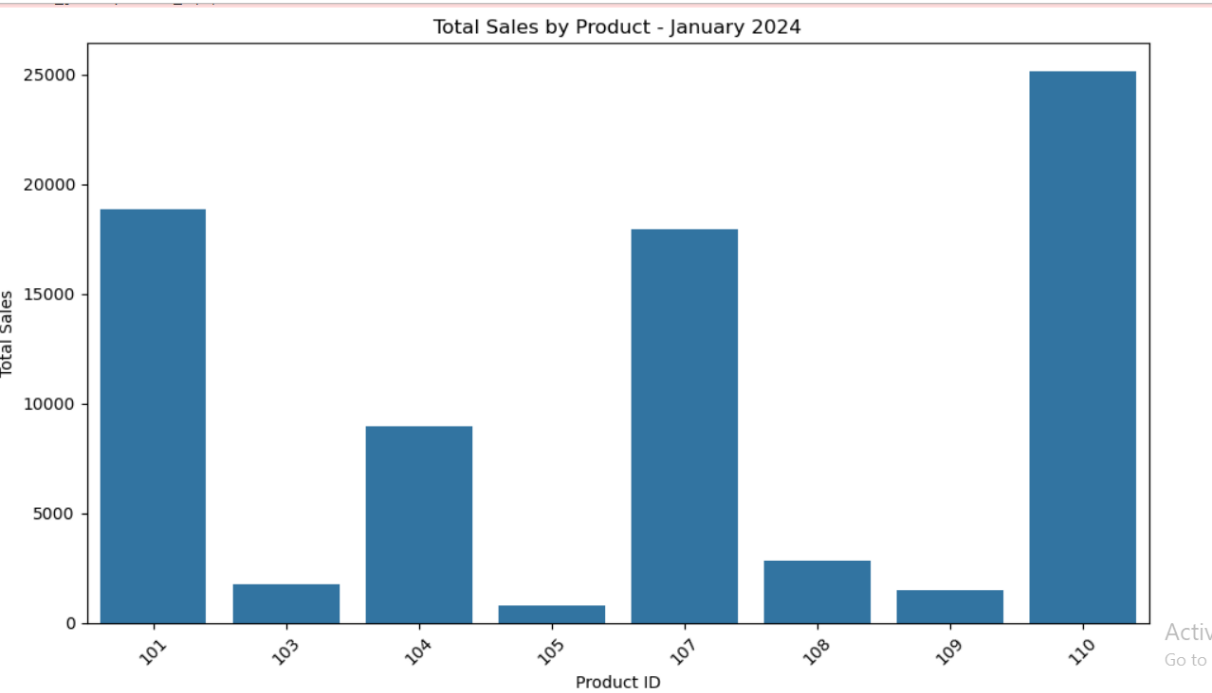 Total Sales by Product - January 2024
25000
20000
15000
10000
5000
0
Total Sales
101 103 104 105 107 108 109 110
Product ID
Activ
Go to